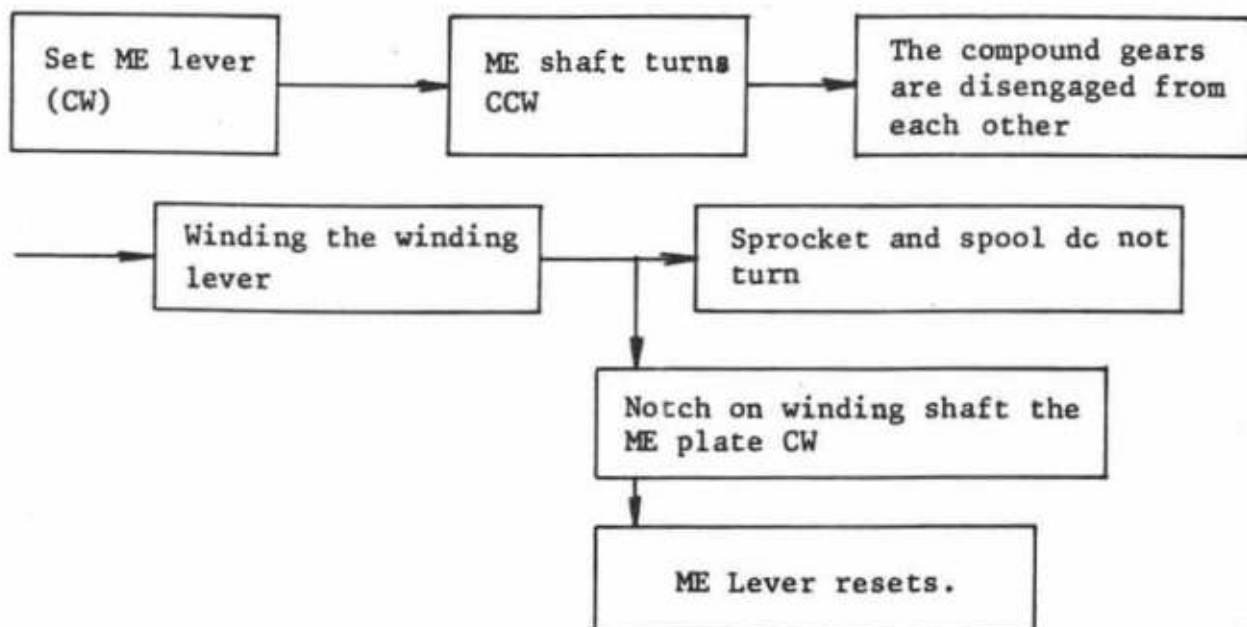 Set ME lever
(CW)
ME shaft turns
CCW
The compound gears
are disengaged from
each other
Winding the winding
lever
Sprocket and spool do not
turn
Notch on winding shaft the
ME plate CW
ME Lever resets.